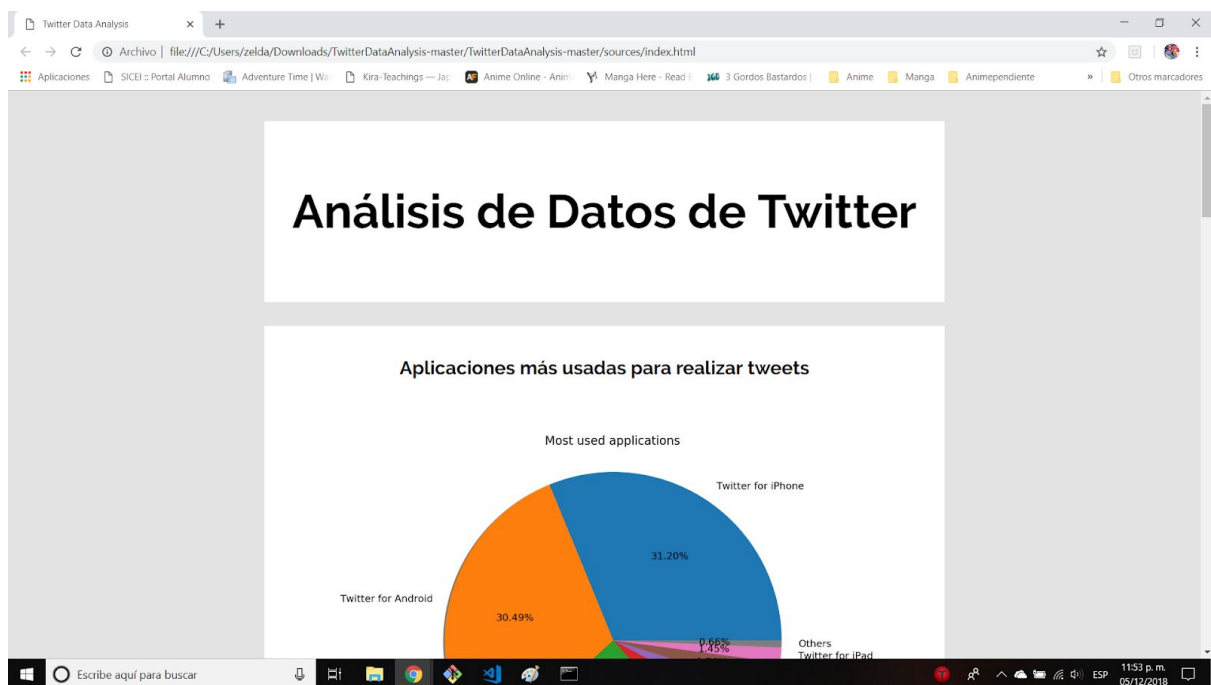 Twitter Data Analysis
Archivo | file:///C:/Users/zelda/Downloads/TwitterDataAnalysis-master/TwitterDataAnalysis-master/sources/index.html
Aplicaciones SICEI :: Portal Alumno Adventure Time | Wa Kira-Teachings — Jap AF Anime Online - Anim Manga Here - Read 3 Gordos Bastardos | Anime Manga Animependiente » Otros marcadores
Análisis de Datos de Twitter
Aplicaciones más usadas para realizar tweets
Most used applications
Twitter for iPhone
31.20%
Twitter for Android
30.49%
0.66%
Others
1.45%
Twitter for iPad
Escribe aquí para buscar
ESP
11:53 p. m.
05/12/2018